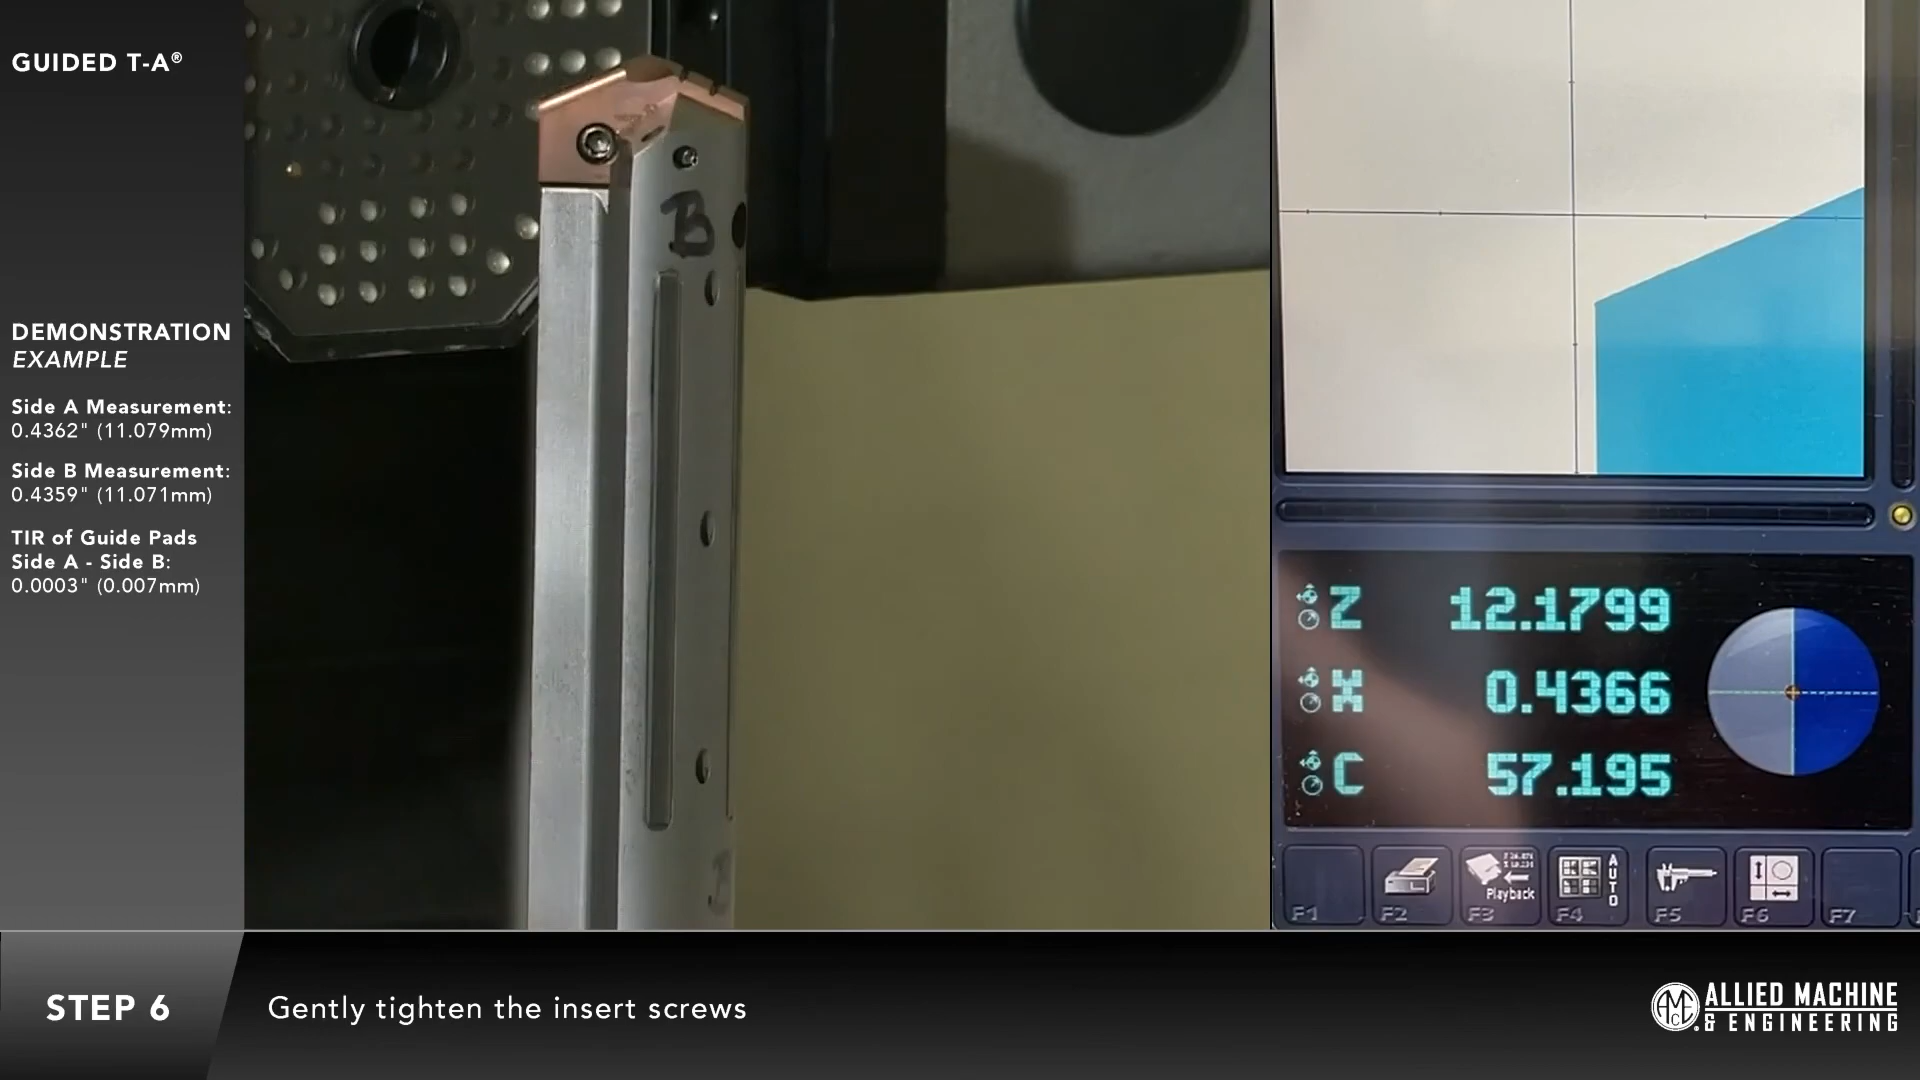 GUIDED T-A®
DEMONSTRATION
EXAMPLE
Side A Measurement:
0.4362" (11.079mm)
Side B Measurement:
0.4359" (11.071mm)
TIR of Guide Pads
Side A - Side B:
0.0003" (0.007mm)
B
Z 12.1799
X 0.4366
C 57.195
Playback
AUTO
F1 F2 F3 F4 F5 F6 F7
STEP 6
Gently tighten the insert screws
AMEC®
ALLIED MACHINE
& ENGINEERING